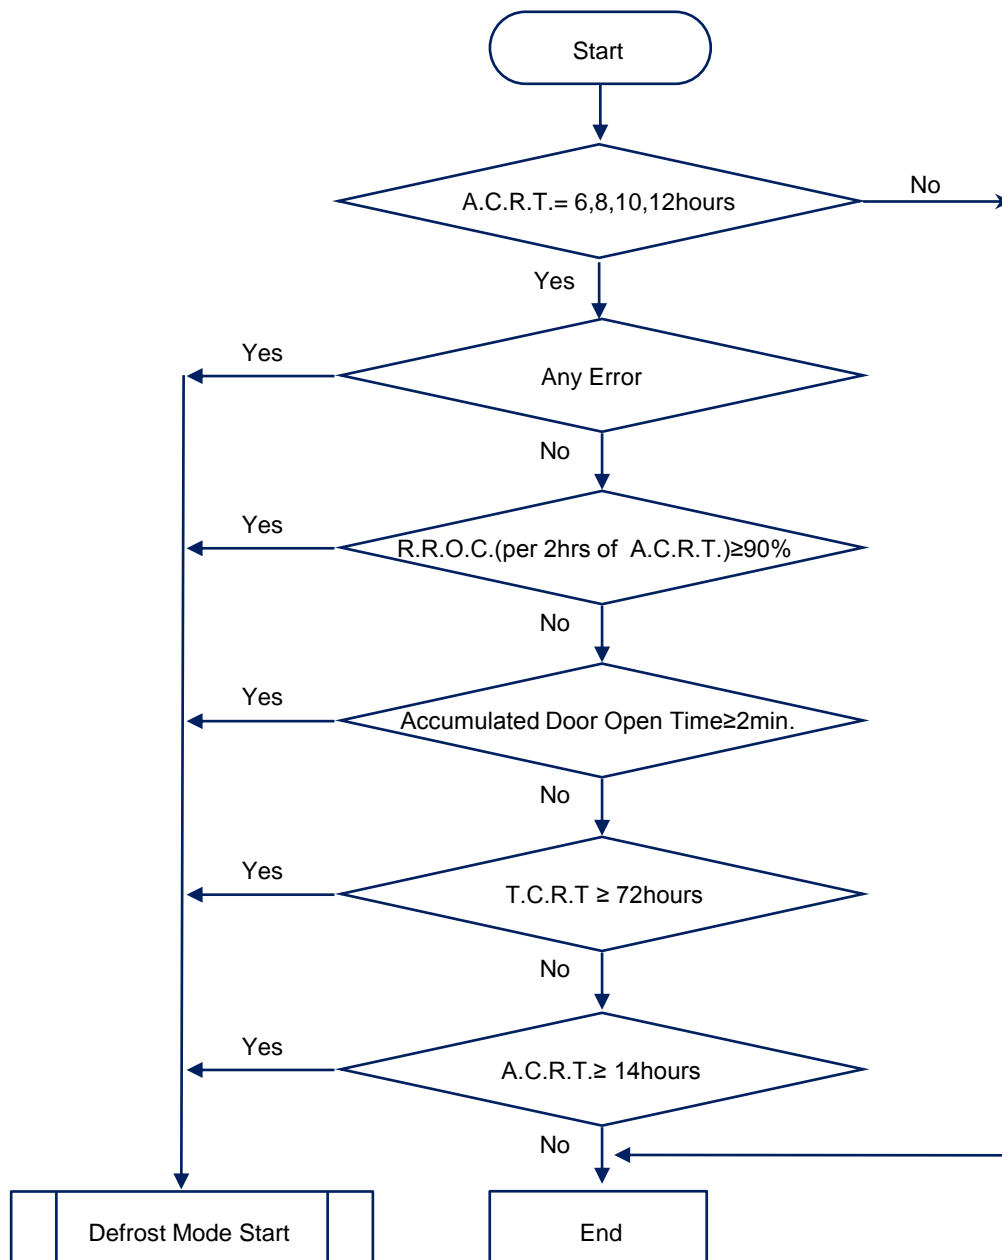 Start
A.C.R.T.= 6,8,10,12hours
No
Yes
Yes
Any Error
No
Yes
R.R.O.C.(per 2hrs of  A.C.R.T.)≥90%
No
Yes
Accumulated Door Open Time≥2min.
No
Yes
T.C.R.T ≥ 72hours
No
Yes
A.C.R.T.≥ 14hours
No
Defrost Mode Start
End